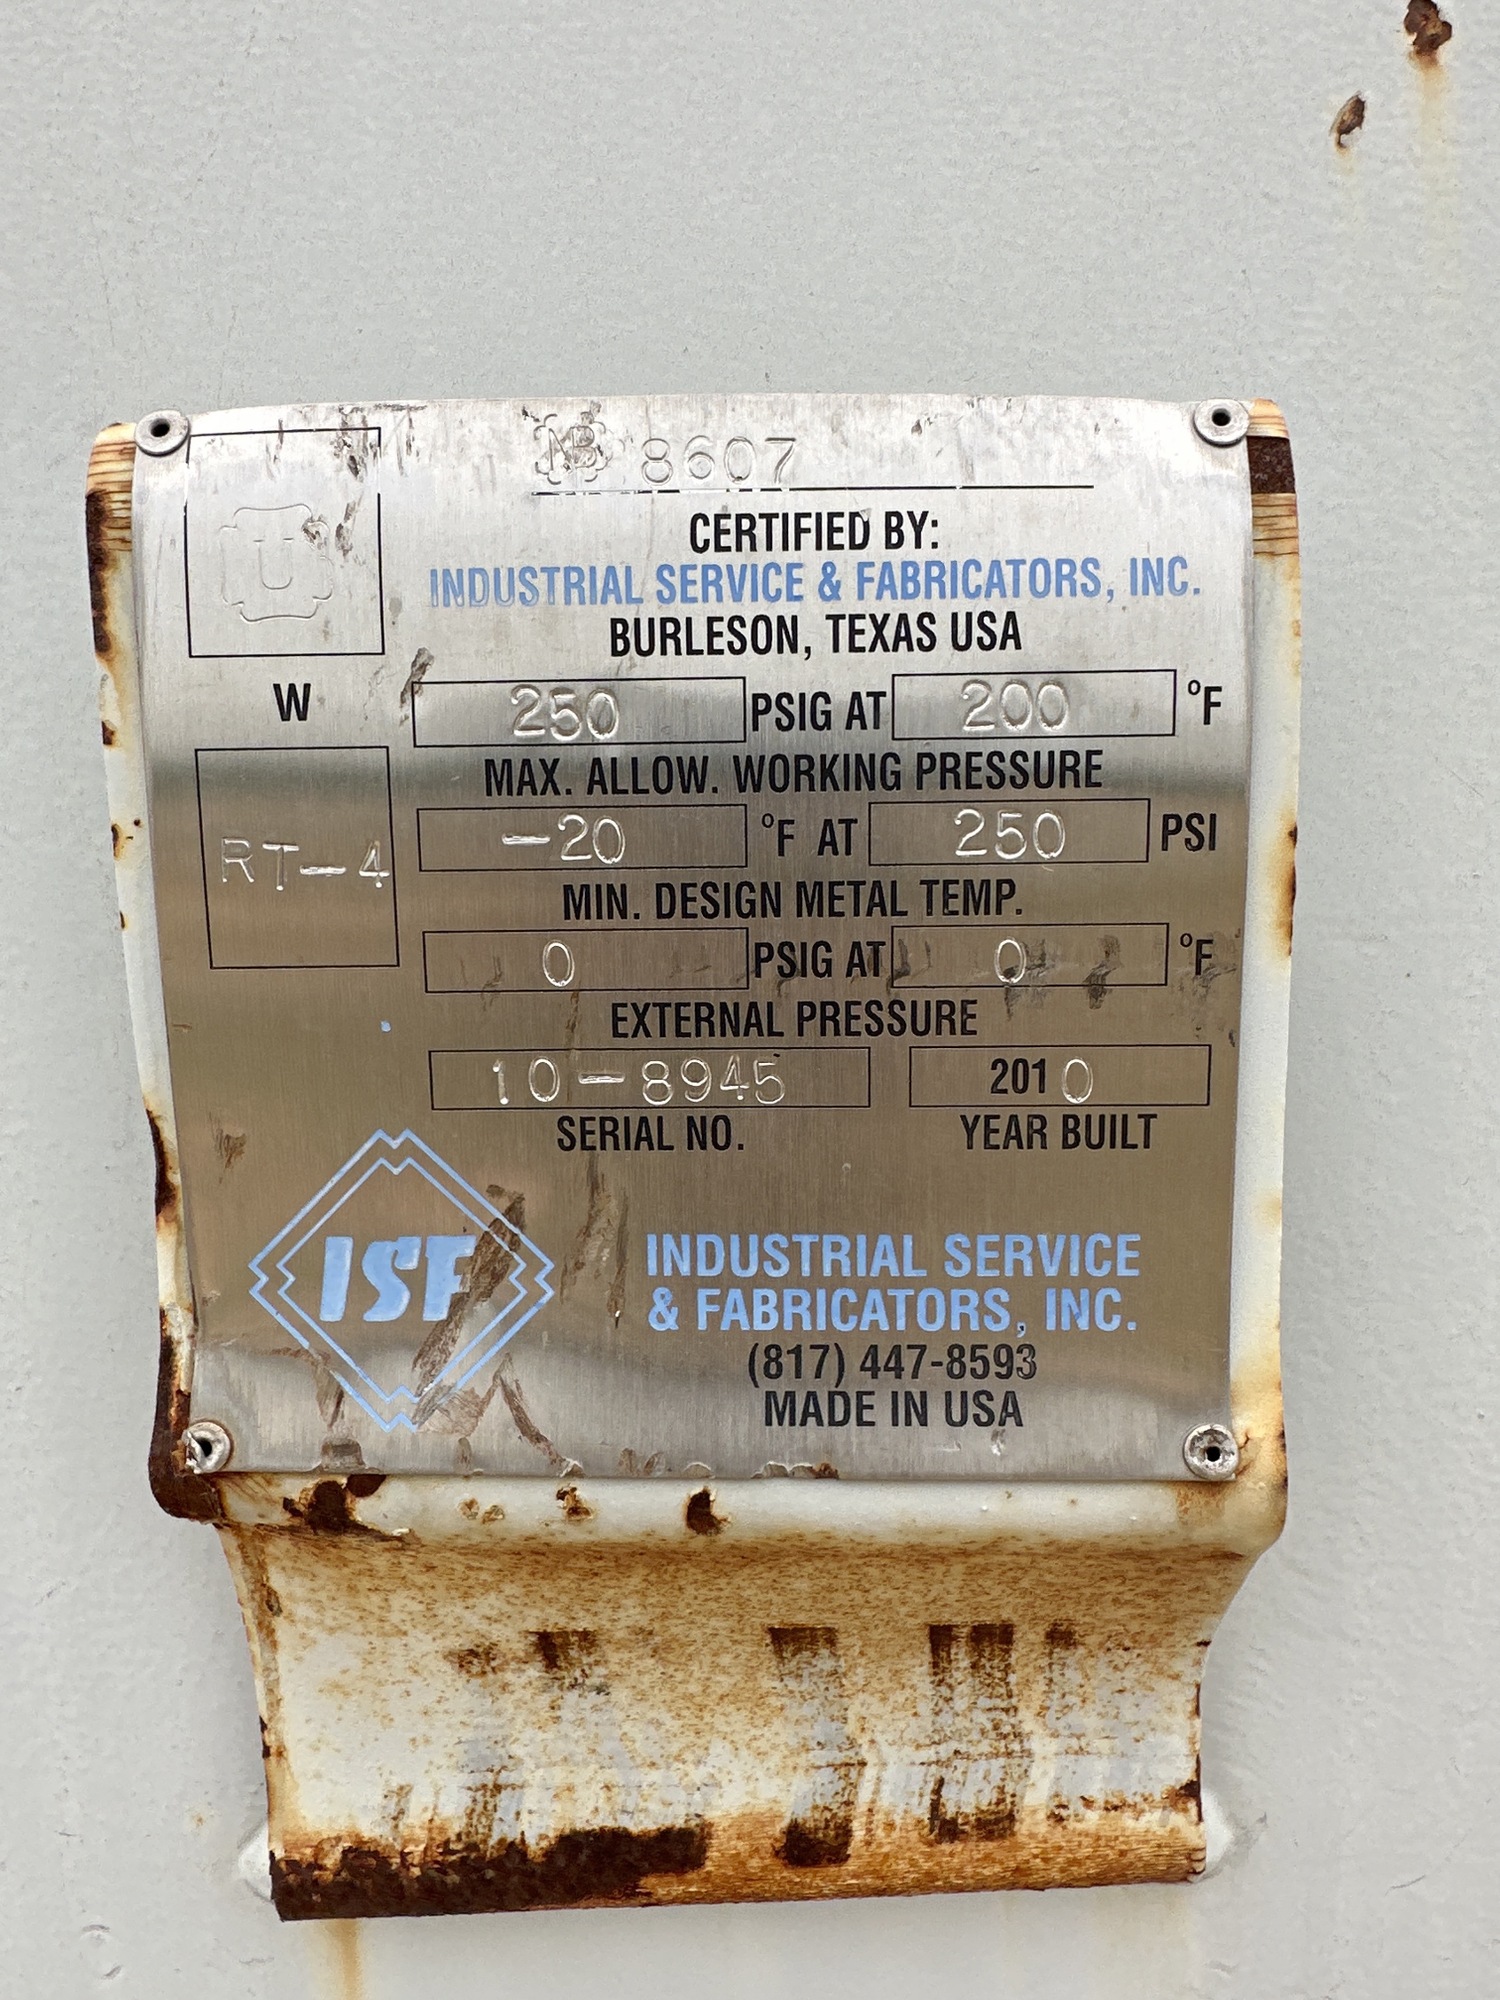 NB 8607
U
CERTIFIED BY:
INDUSTRIAL SERVICE & FABRICATORS, INC.
BURLESON, TEXAS USA
W
250 PSIG AT 200 °F
MAX. ALLOW. WORKING PRESSURE
RT-4
-20 °F AT 250 PSI
MIN. DESIGN METAL TEMP.
0 PSIG AT 0 °F
EXTERNAL PRESSURE
10-8945 2010
SERIAL NO. YEAR BUILT
ISF
INDUSTRIAL SERVICE
& FABRICATORS, INC.
(817) 447-8593
MADE IN USA